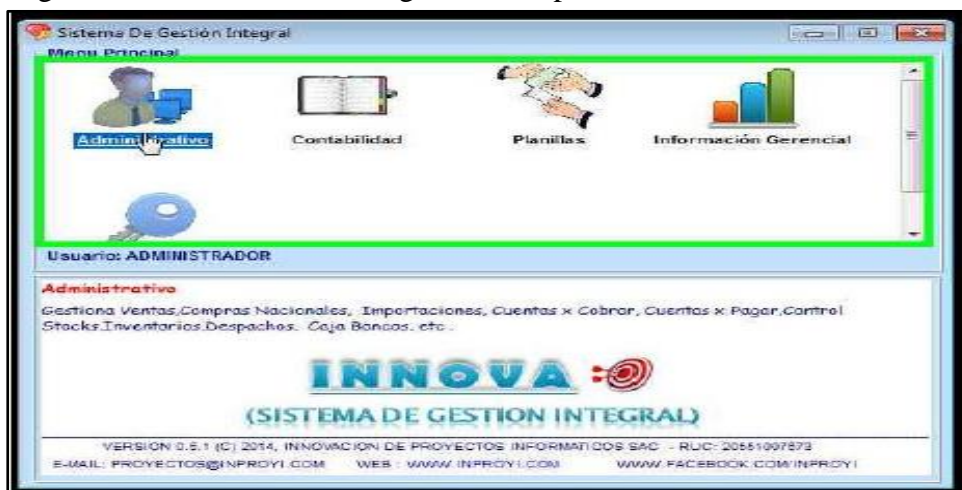 Sistema De Gestión Integral
Menu Principal
Administrativo
Contabilidad
Planillas
Información Gerencial
Usuario: ADMINISTRADOR
Administrativo
Gestiona Ventas,Compras Nacionales, Importaciones, Cuentas x Cobrar, Cuentas x Pagar,Control
Stocks.Inventarios.Despachos. Caja Bancos. etc .
INNOVA
(SISTEMA DE GESTION INTEGRAL)
VERSION 0.5.1 (C) 2014, INNOVACION DE PROYECTOS INFORMATICOS SAC - RUC:
E-MAIL: PROYECTOS@INPROYI.COM WEB : WWW.INPROYI.COM WWW.FACEBOOK.COM/INPROYI